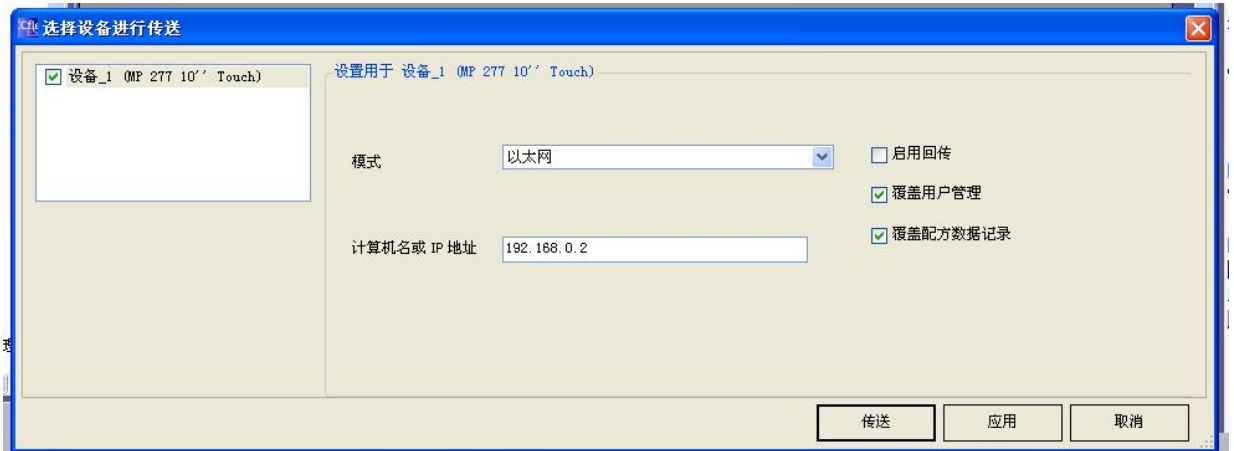 选择设备进行传送
设备_1 (MP 277 10'' Touch)
设置用于 设备_1 (MP 277 10'' Touch)
模式
以太网
启用回传
覆盖用户管理
计算机名或 IP 地址
192.168.0.2
覆盖配方数据记录
传送
应用
取消